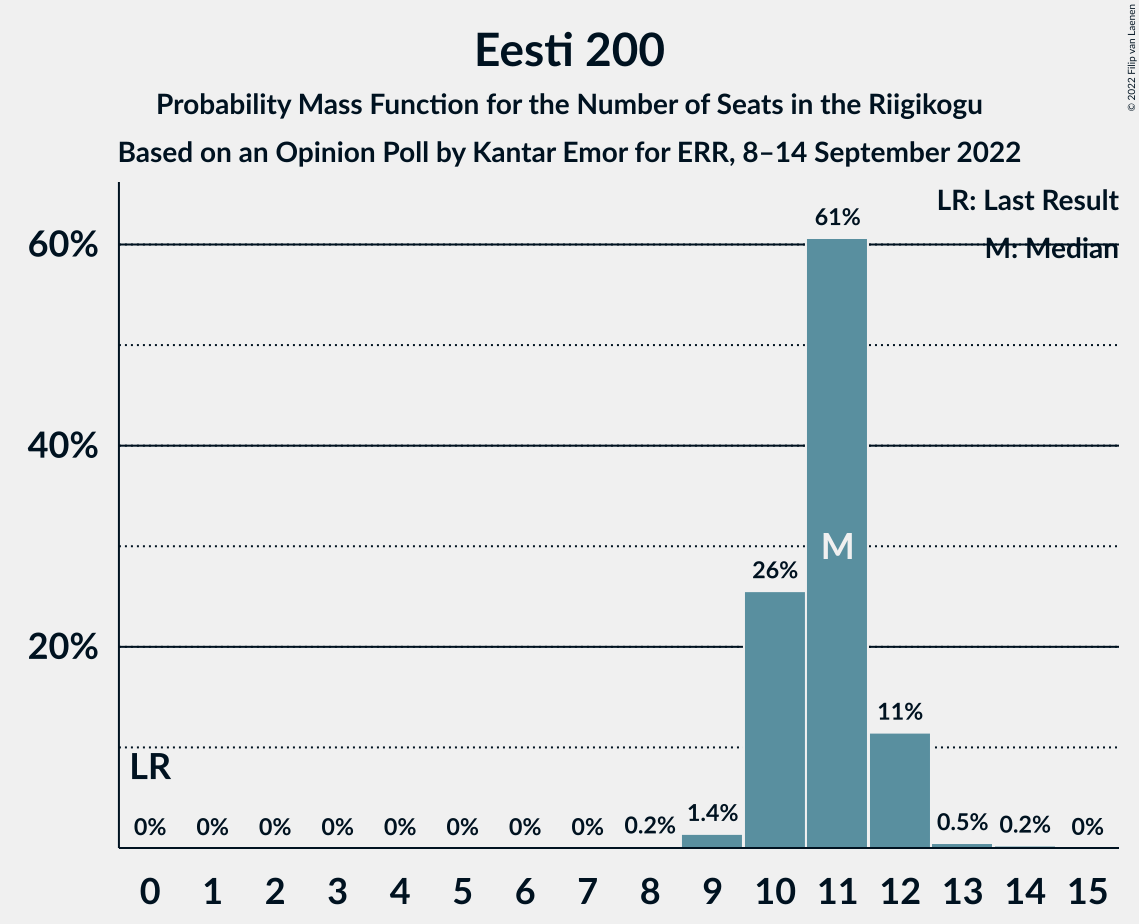 Eesti 200
Probability Mass Function for the Number of Seats in the Riigikogu
Based on an Opinion Poll by Kantar Emor for ERR, 8–14 September 2022
© 2022 Filip van Laenen
LR: Last Result
M: Median
60%
40%
20%
61%
M
26%
11%
LR
0% 0% 0% 0% 0% 0% 0% 0% 0.2% 1.4% 0.5% 0.2% 0%
0 1 2 3 4 5 6 7 8 9 10 11 12 13 14 15